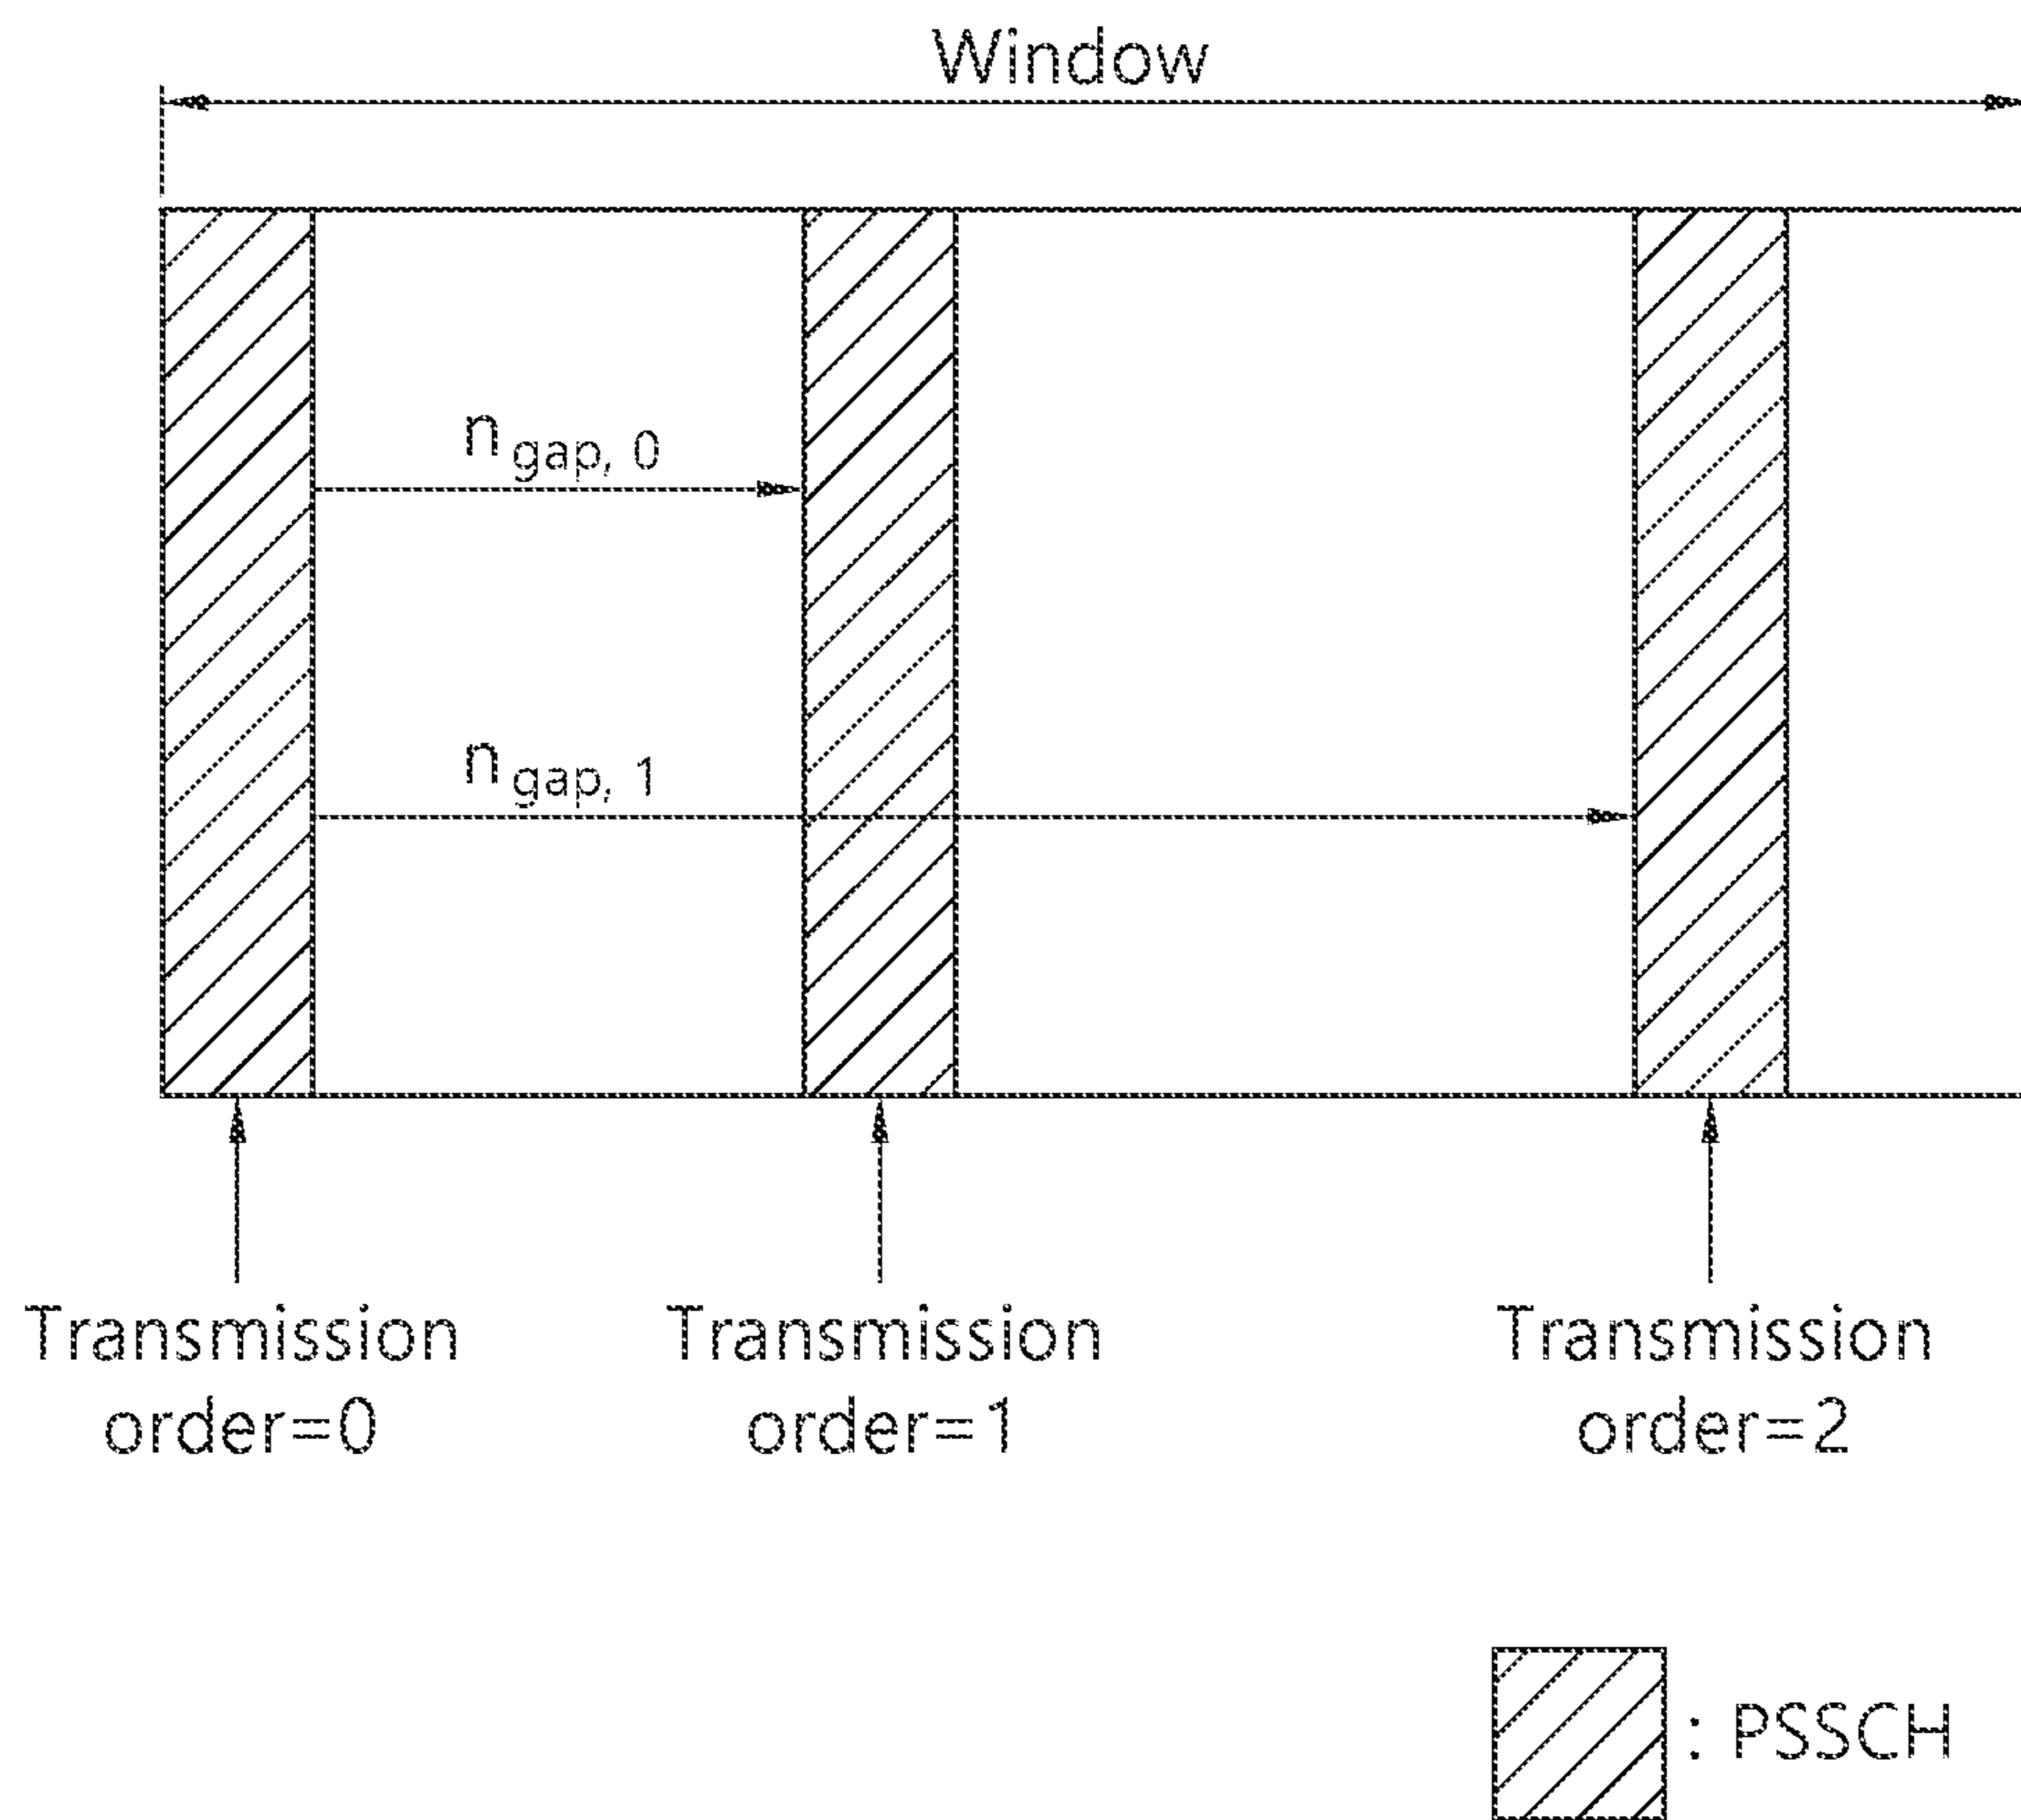 Window
n gap, 0
n gap, 1
Transmission order=0
Transmission order=1
Transmission order=2
: PSSCH